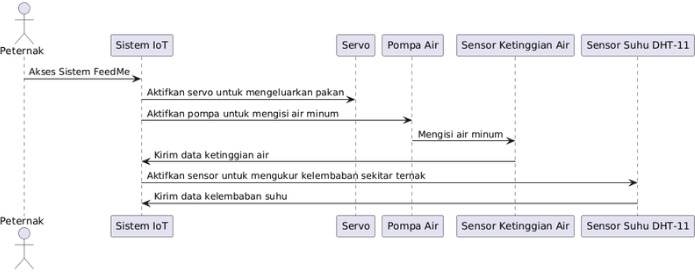 Peternak
Sistem IoT
Servo
Pompa Air
Sensor Ketinggian Air
Sensor Suhu DHT-11
Akses Sistem FeedMe
Aktifkan servo untuk mengeluarkan pakan
Aktifkan pompa untuk mengisi air minum
Mengisi air minum
Kirim data ketinggian air
Aktifkan sensor untuk mengukur kelembaban sekitar ternak
Kirim data kelembaban suhu
Peternak
Sistem IoT
Servo
Pompa Air
Sensor Ketinggian Air
Sensor Suhu DHT-11